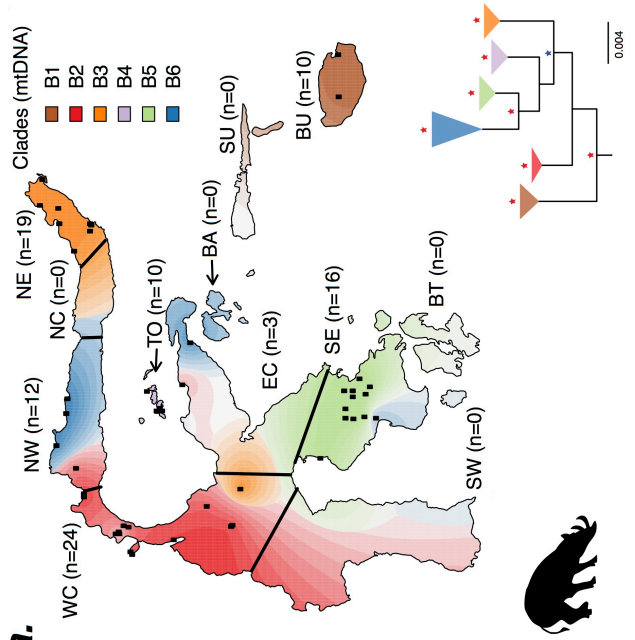 Clades (mtDNA)
B1
B2
B3
B4
B5
B6
NE (n=19)
NC (n=0)
NW (n=12)
WC (n=24)
TO (n=10)
BA (n=0)
SU (n=0)
BU (n=10)
EC (n=3)
SE (n=16)
BT (n=0)
SW (n=0)
0.004